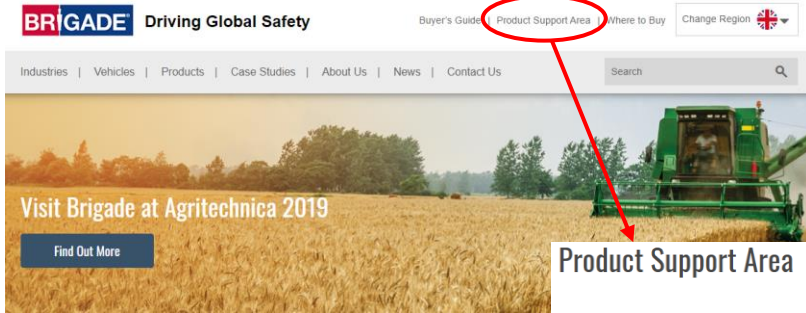 BRiGADE Driving Global Safety
Buyer's Guide | Product Support Area | Where to Buy
Change Region
Industries | Vehicles | Products | Case Studies | About Us | News | Contact Us
Search
Visit Brigade at Agritechnica 2019
Find Out More
Product Support Area